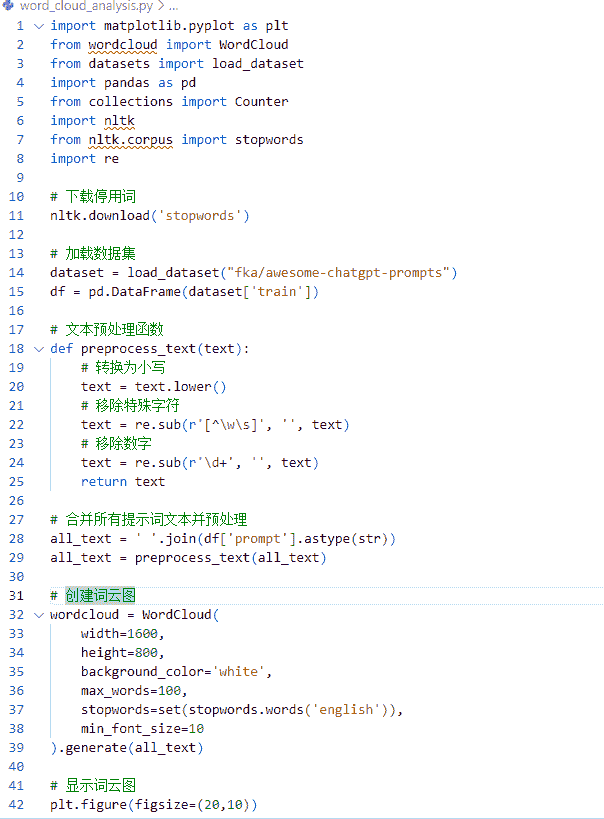 word_cloud_analysis.py > ...
1 import matplotlib.pyplot as plt
2 from wordcloud import WordCloud
3 from datasets import load_dataset
4 import pandas as pd
5 from collections import Counter
6 import nltk
7 from nltk.corpus import stopwords
8 import re
9
10 # 下载停用词
11 nltk.download('stopwords')
12
13 # 加载数据集
14 dataset = load_dataset("fka/awesome-chatgpt-prompts")
15 df = pd.DataFrame(dataset['train'])
16
17 # 文本预处理函数
18 def preprocess_text(text):
19     # 转换为小写
20     text = text.lower()
21     # 移除特殊字符
22     text = re.sub(r'[^\w\s]', '', text)
23     # 移除数字
24     text = re.sub(r'\d+', '', text)
25     return text
26
27 # 合并所有提示词文本并预处理
28 all_text = ' '.join(df['prompt'].astype(str))
29 all_text = preprocess_text(all_text)
30
31 # 创建词云图
32 wordcloud = WordCloud(
33     width=1600,
34     height=800,
35     background_color='white',
36     max_words=100,
37     stopwords=set(stopwords.words('english')),
38     min_font_size=10
39 ).generate(all_text)
40
41 # 显示词云图
42 plt.figure(figsize=(20,10))